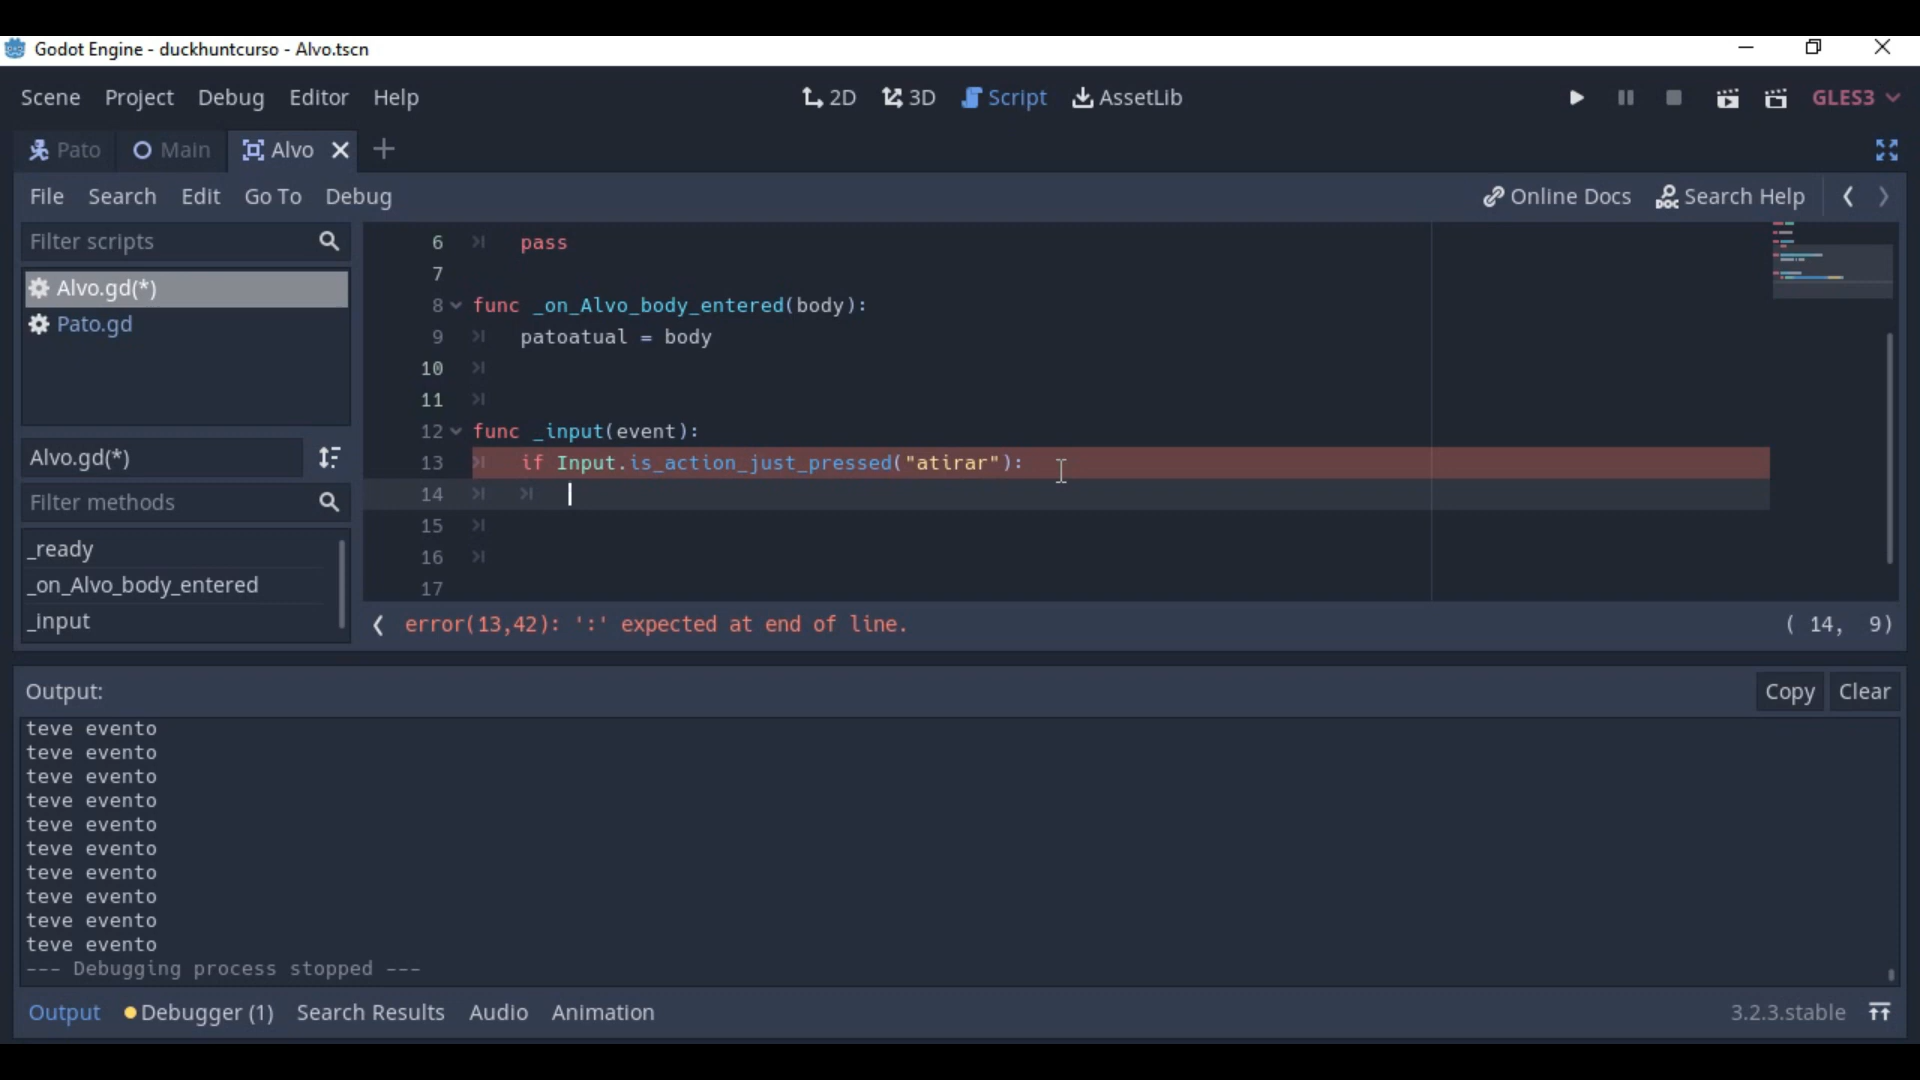 Godot Engine - duckhuntcurso - Alvo.tscn
Scene Project Debug Editor Help 2D 3D Script AssetLib GLES3
Pato Main Alvo
File Search Edit Go To Debug Online Docs Search Help
Filter scripts
Alvo.gd(*)
Pato.gd
Alvo.gd(*)
Filter methods
_ready
_on_Alvo_body_entered
_input
6 pass
7
8 func _on_Alvo_body_entered(body):
9 patoatual = body
10
11
12 func _input(event):
13 if Input.is_action_just_pressed("atirar"):
14
15
16
17
error(13,42): ':' expected at end of line. ( 14, 9)
Output: Copy Clear
teve evento
teve evento
teve evento
teve evento
teve evento
teve evento
teve evento
teve evento
teve evento
teve evento
--- Debugging process stopped ---
Output Debugger (1) Search Results Audio Animation 3.2.3.stable